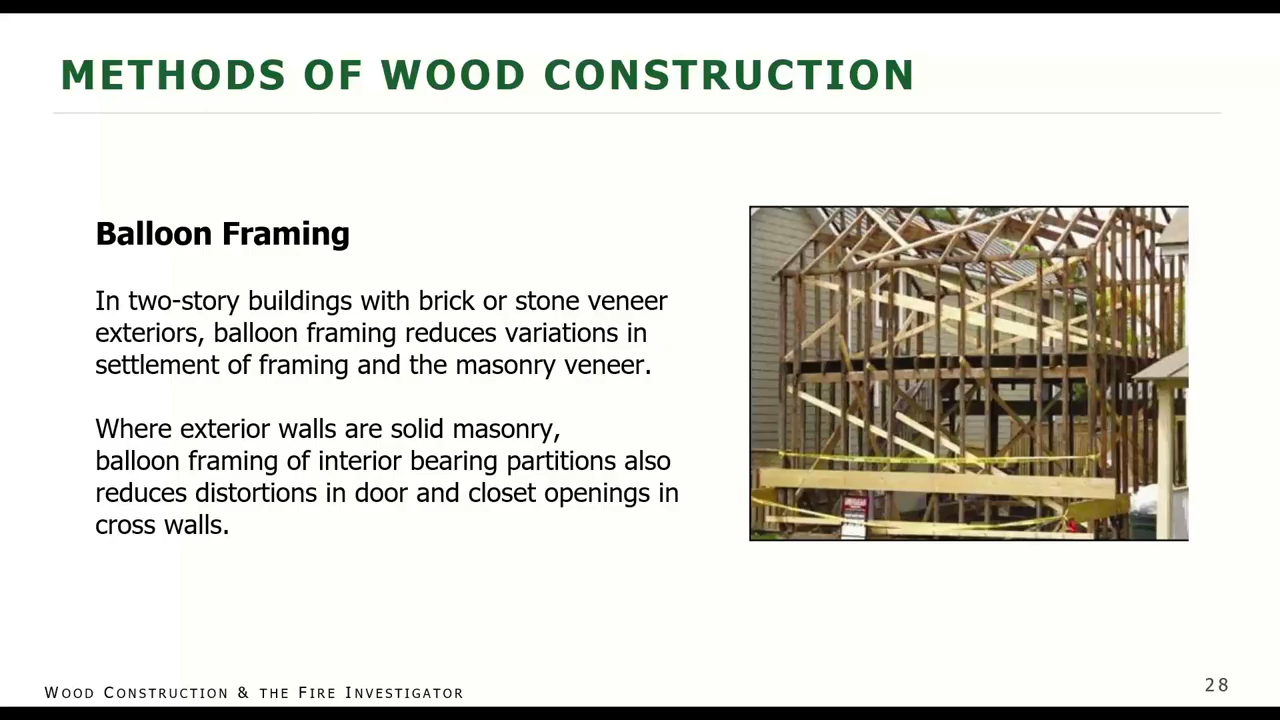 METHODS OF WOOD CONSTRUCTION
Balloon Framing
In two-story buildings with brick or stone veneer
exteriors, balloon framing reduces variations in
settlement of framing and the masonry veneer.
Where exterior walls are solid masonry,
balloon framing of interior bearing partitions also
reduces distortions in door and closet openings in
cross walls.
WOOD CONSTRUCTION & THE FIRE INVESTIGATOR
28